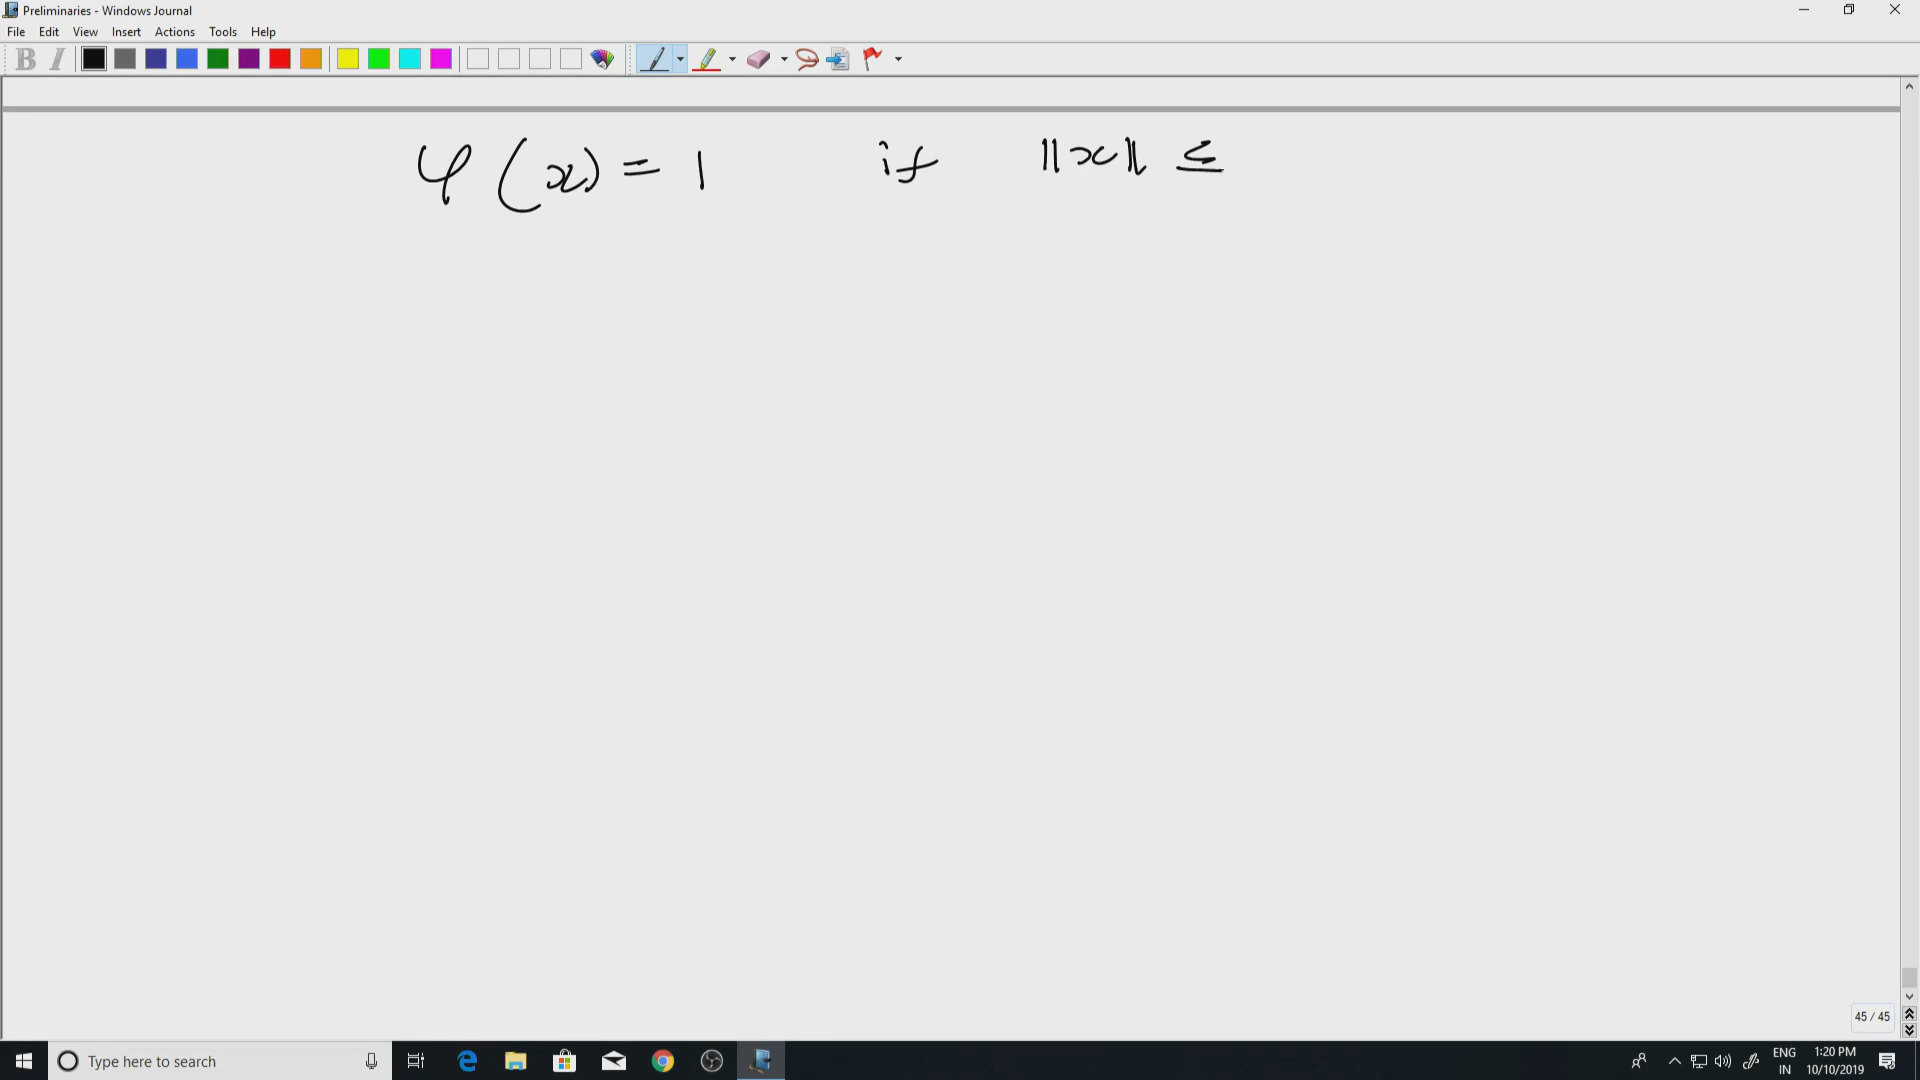 Preliminaries - Windows Journal
File Edit View Insert Actions Tools Help
B I
φ(x) = 1 if ||x|| ≤
45 / 45
Type here to search
ENG 1:20 PM
IN 10/10/2019